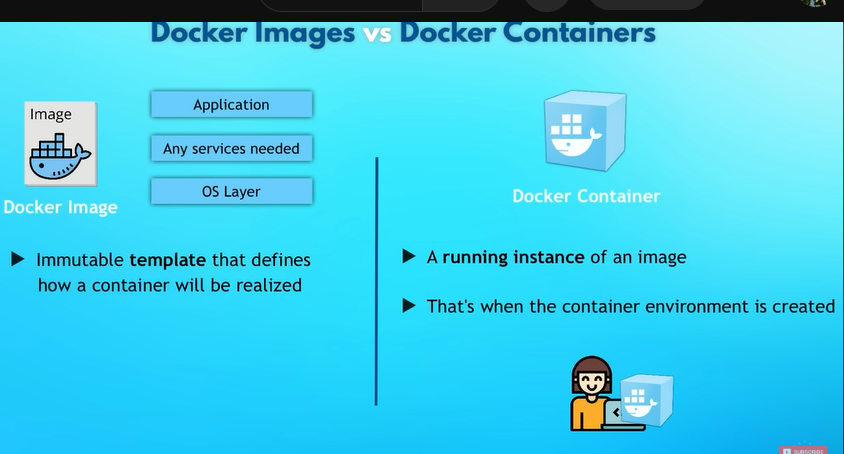 Docker Images vs Docker Containers
Image
Docker Image
Application
Any services needed
OS Layer
▶ Immutable template that defines
how a container will be realized
Docker Container
▶ A running instance of an image
▶ That's when the container environment is created
SUBSCRIBE